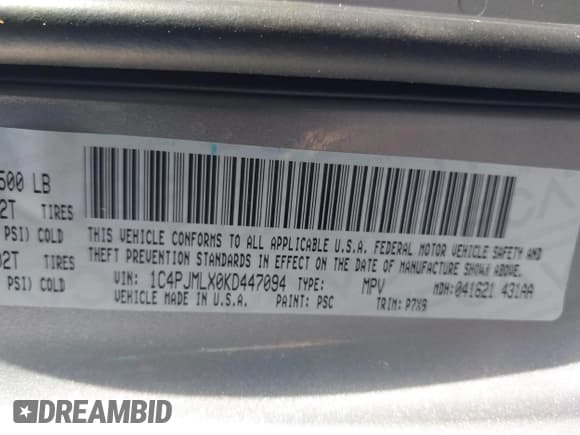 500 LB
2T TIRES
PSI) COLD
02T TIRES
PSI) COLD
THIS VEHICLE CONFORMS TO ALL APPLICABLE U.S.A. FEDERAL MOTOR VEHICLE SAFETY AND
THEFT PREVENTION STANDARDS IN EFFECT ON THE DATE OF MANUFACTURE SHOWN ABOVE.
VIN: 1C4PJMLX0KD447094 TYPE: MPV MDH: 041621 431AA
VEHICLE MADE IN U.S.A. PAINT: PSC TRIM: P7X9
DREAMBID